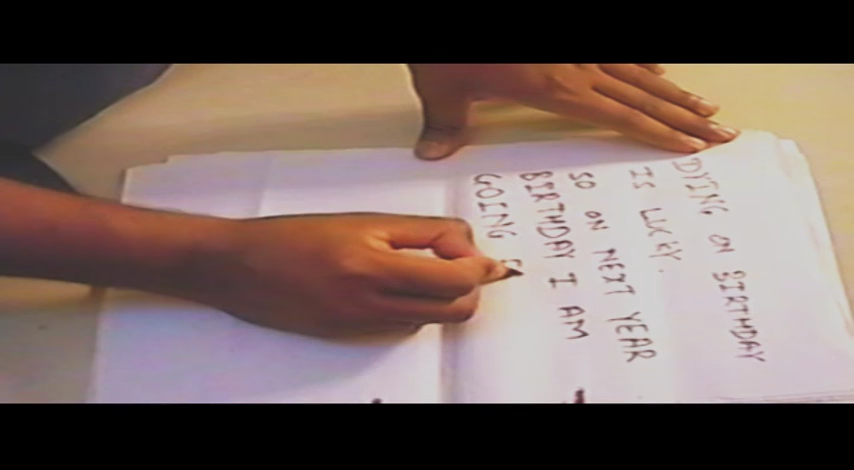 DYING ON BIRTHDAY
IS LUCKY.
SO ON NEXT YEAR
BIRTHDAY I AM
GOING